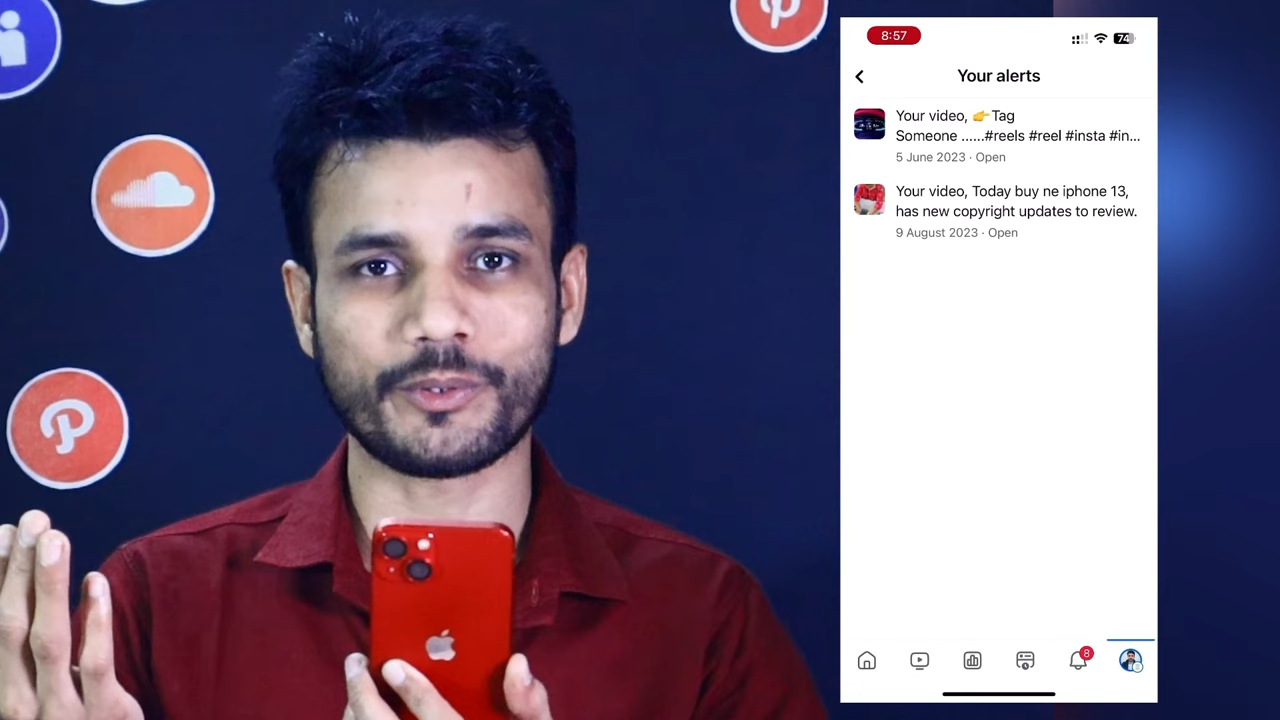 8:57
74
Your alerts
Your video, 👉Tag
Someone ......#reels #reel #insta #in...
5 June 2023 · Open
Your video, Today buy ne iphone 13,
has new copyright updates to review.
9 August 2023 · Open
8